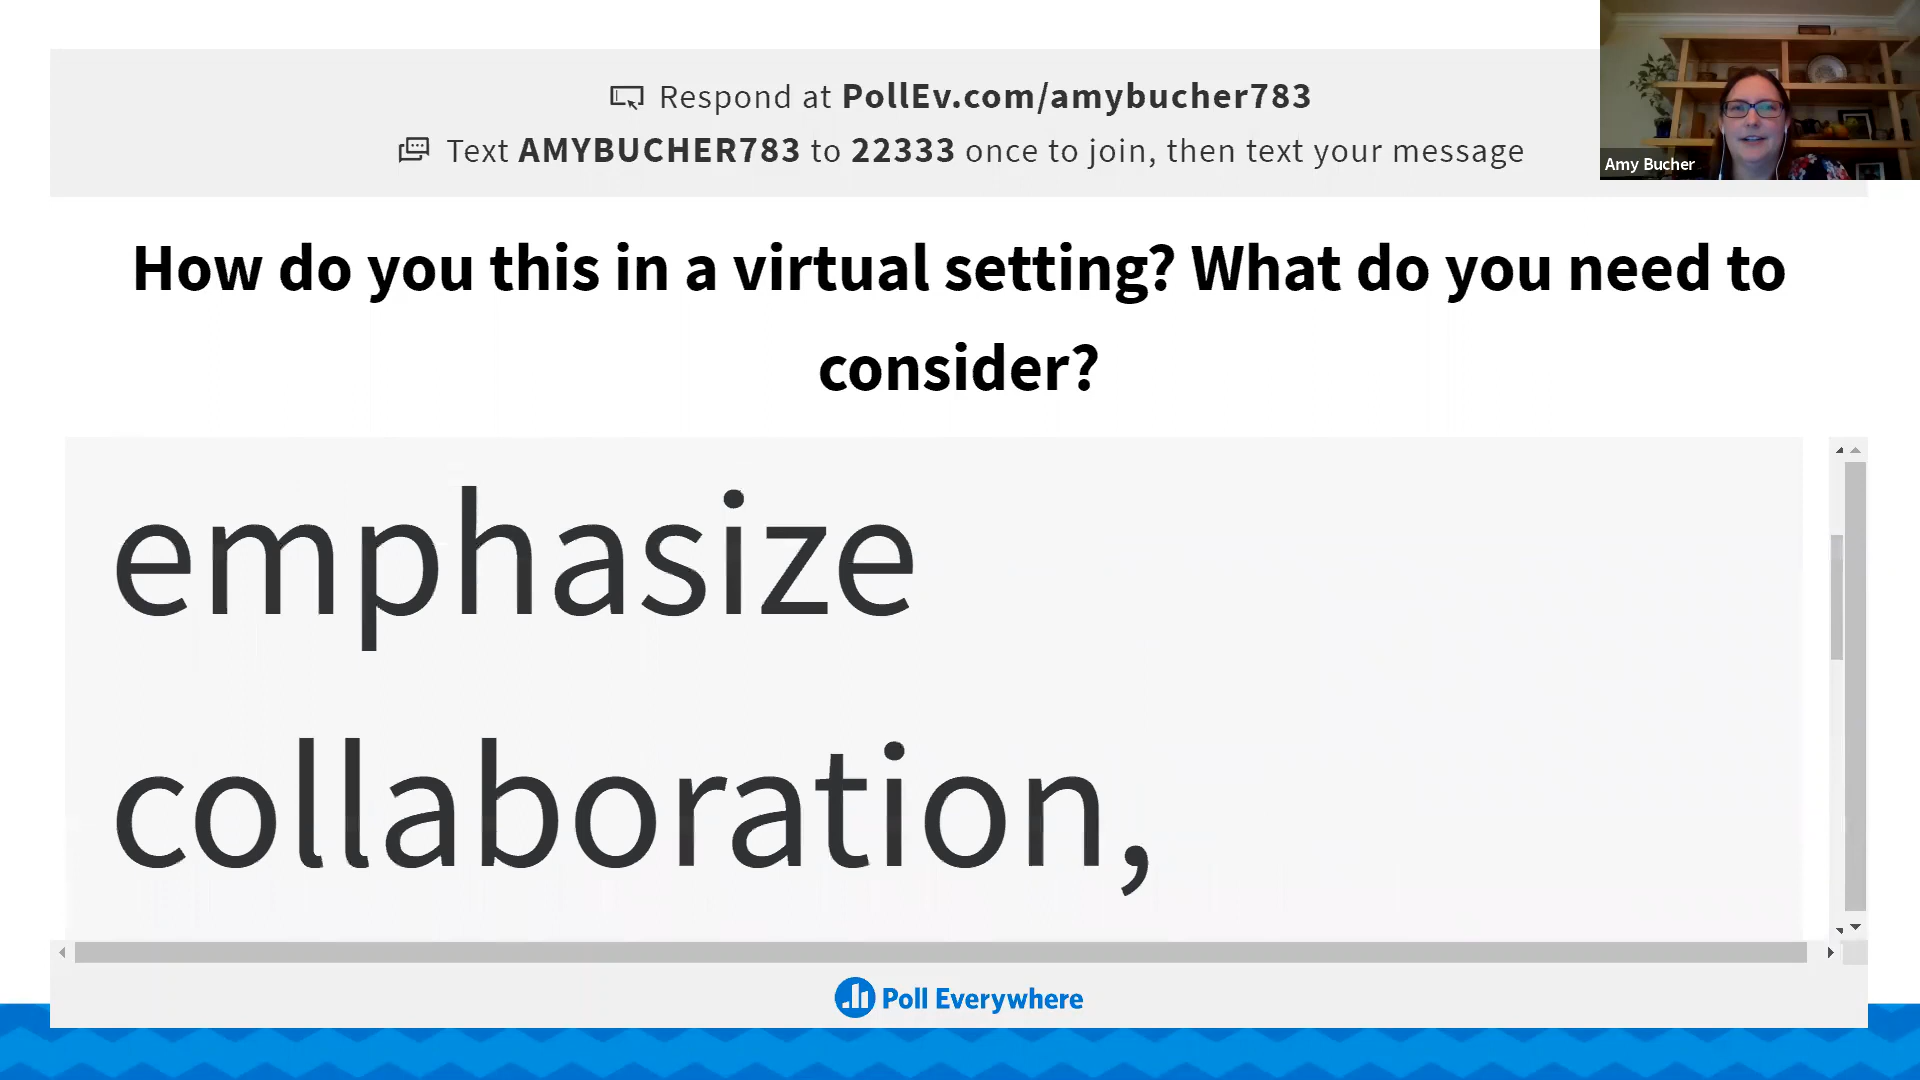 Respond at PollEv.com/amybucher783
Text AMYBUCHER783 to 22333 once to join, then text your message
Amy Bucher
How do you this in a virtual setting? What do you need to
consider?
emphasize
collaboration,
Poll Everywhere